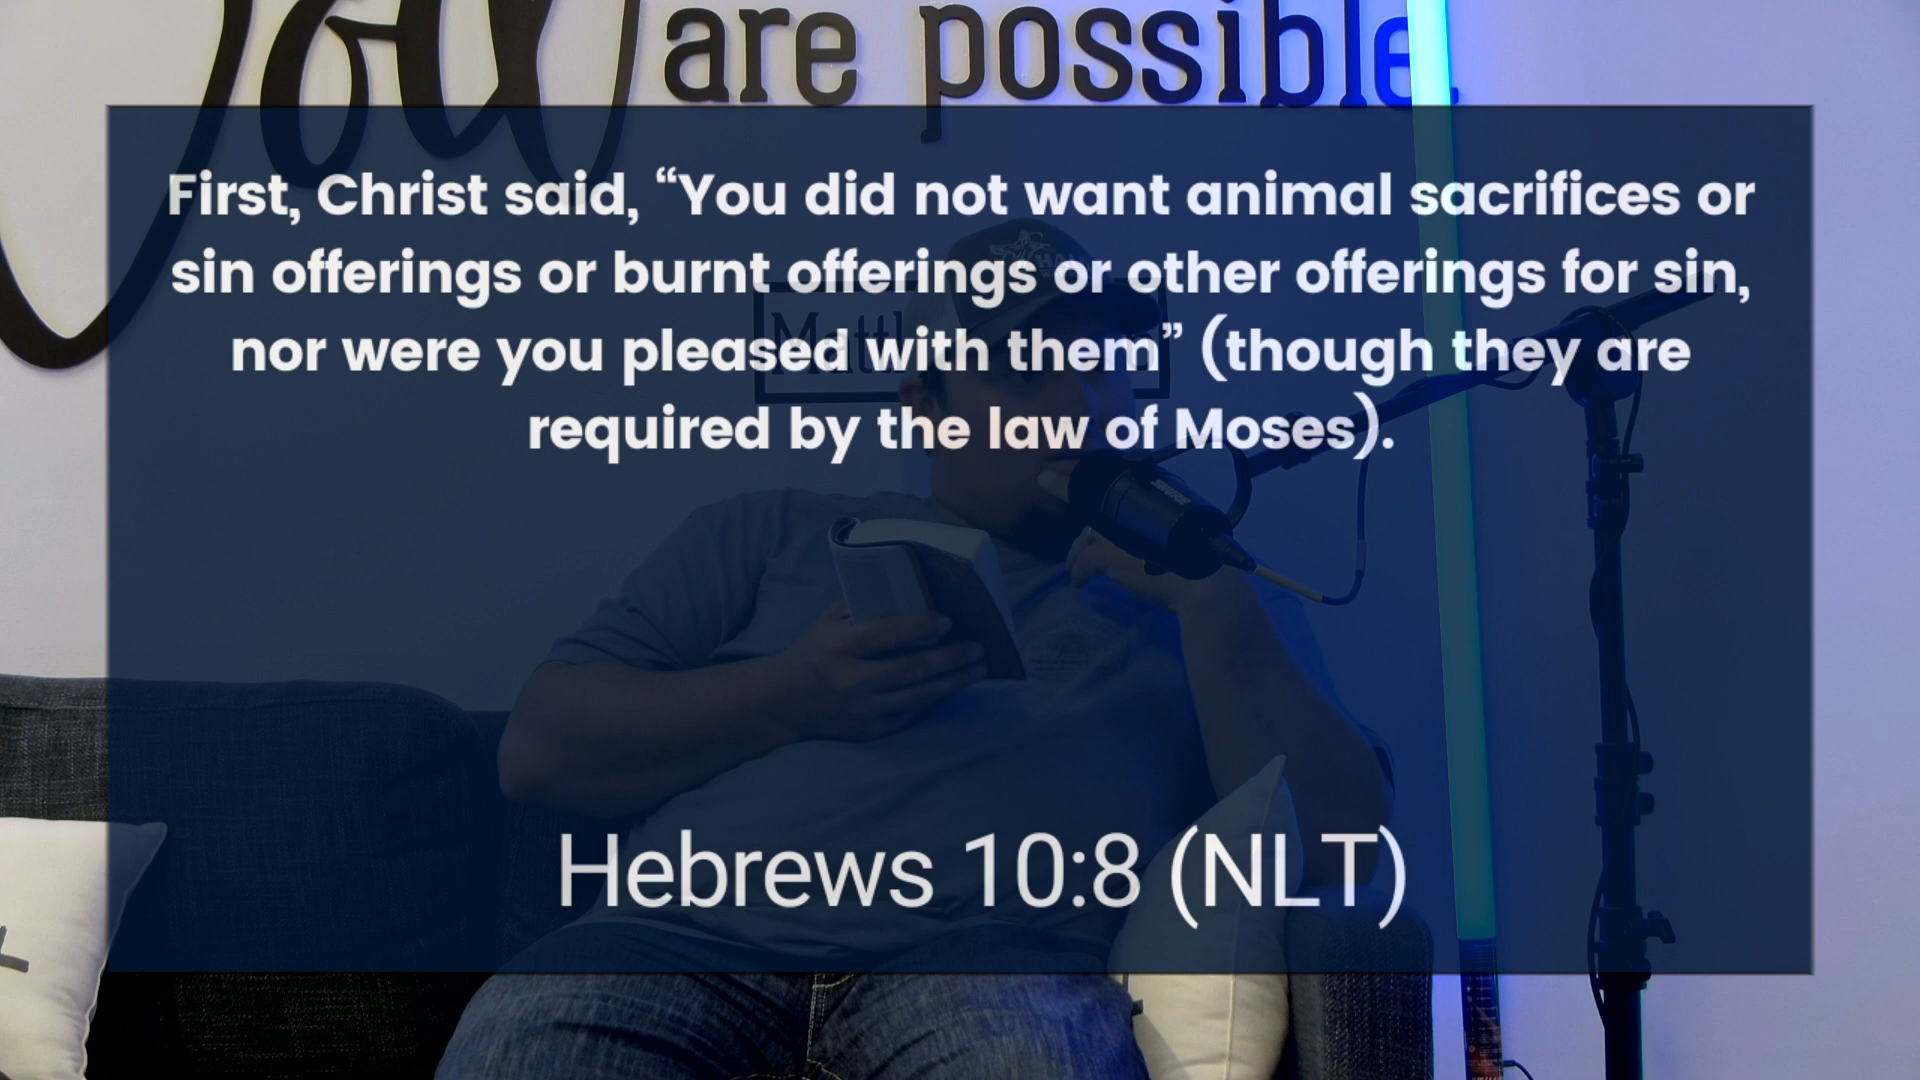 are possible.
First, Christ said, “You did not want animal sacrifices or
sin offerings or burnt offerings or other offerings for sin,
nor were you pleased with them” (though they are
required by the law of Moses).
Hebrews 10:8 (NLT)
SHURE